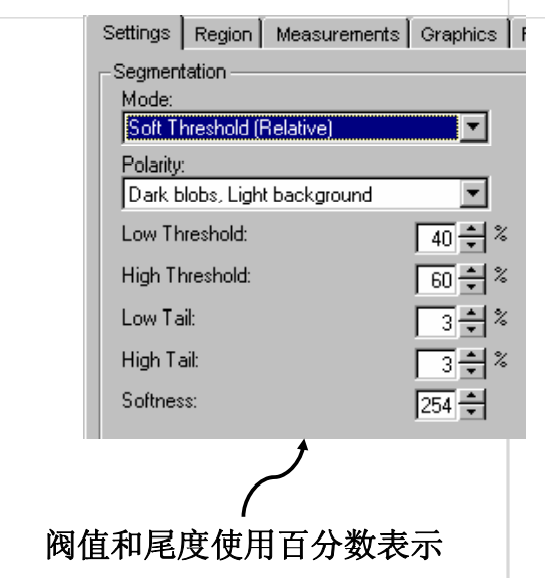 Settings Region Measurements Graphics
Segmentation
Mode:
Soft Threshold (Relative)
Polarity:
Dark blobs, Light background
Low Threshold: 40 %
High Threshold: 60 %
Low Tail: 3 %
High Tail: 3 %
Softness: 254
阀值和尾度使用百分数表示